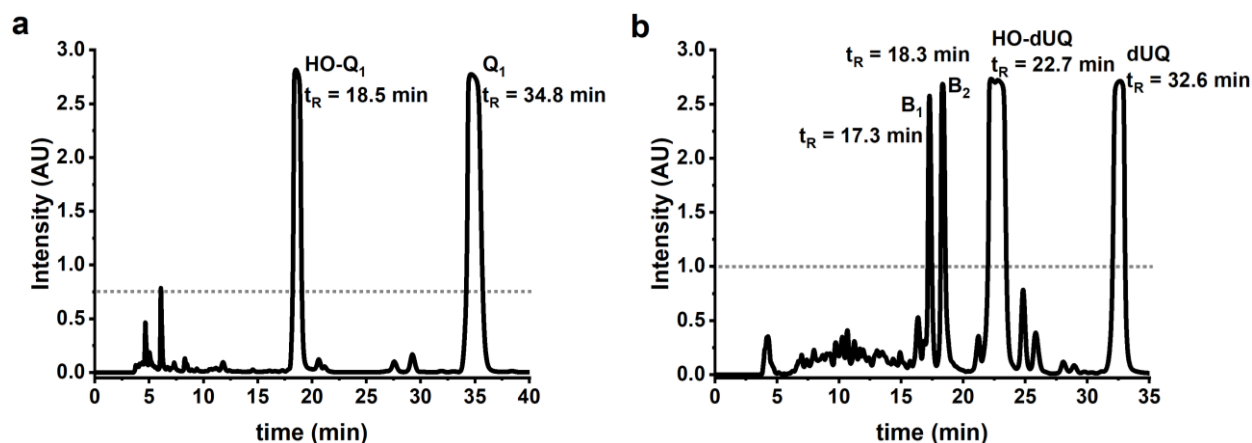 a
Intensity (AU)
3.0
2.5
2.0
1.5
1.0
0.5
0.0
HO-Q1
tR = 18.5 min
Q1
tR = 34.8 min
0 5 10 15 20 25 30 35 40
time (min)
b
Intensity (AU)
3.0
2.5
2.0
1.5
1.0
0.5
0.0
tR = 18.3 min
B1
B2
tR = 17.3 min
HO-dUQ
tR = 22.7 min
dUQ
tR = 32.6 min
0 5 10 15 20 25 30 35
time (min)